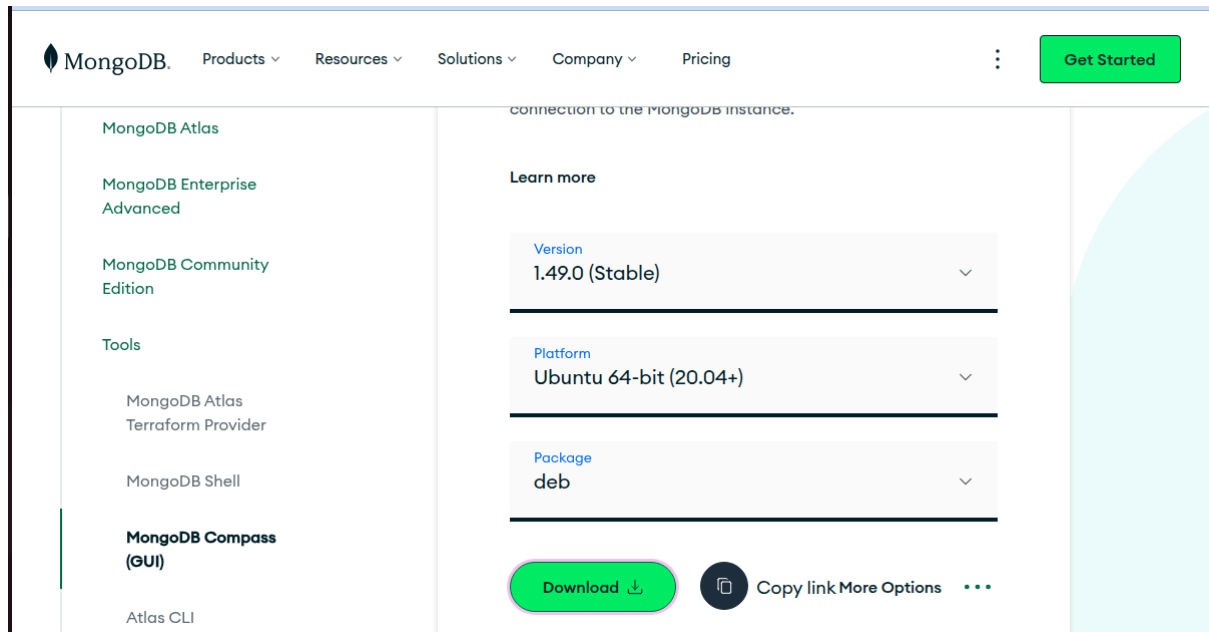 MongoDB.
Products
Resources
Solutions
Company
Pricing
Get Started
MongoDB Atlas
MongoDB Enterprise
Advanced
MongoDB Community
Edition
Tools
MongoDB Atlas
Terraform Provider
MongoDB Shell
MongoDB Compass
(GUI)
Atlas CLI
connection to the MongoDB instance.
Learn more
Version
1.49.0 (Stable)
Platform
Ubuntu 64-bit (20.04+)
Package
deb
Download
Copy link More Options